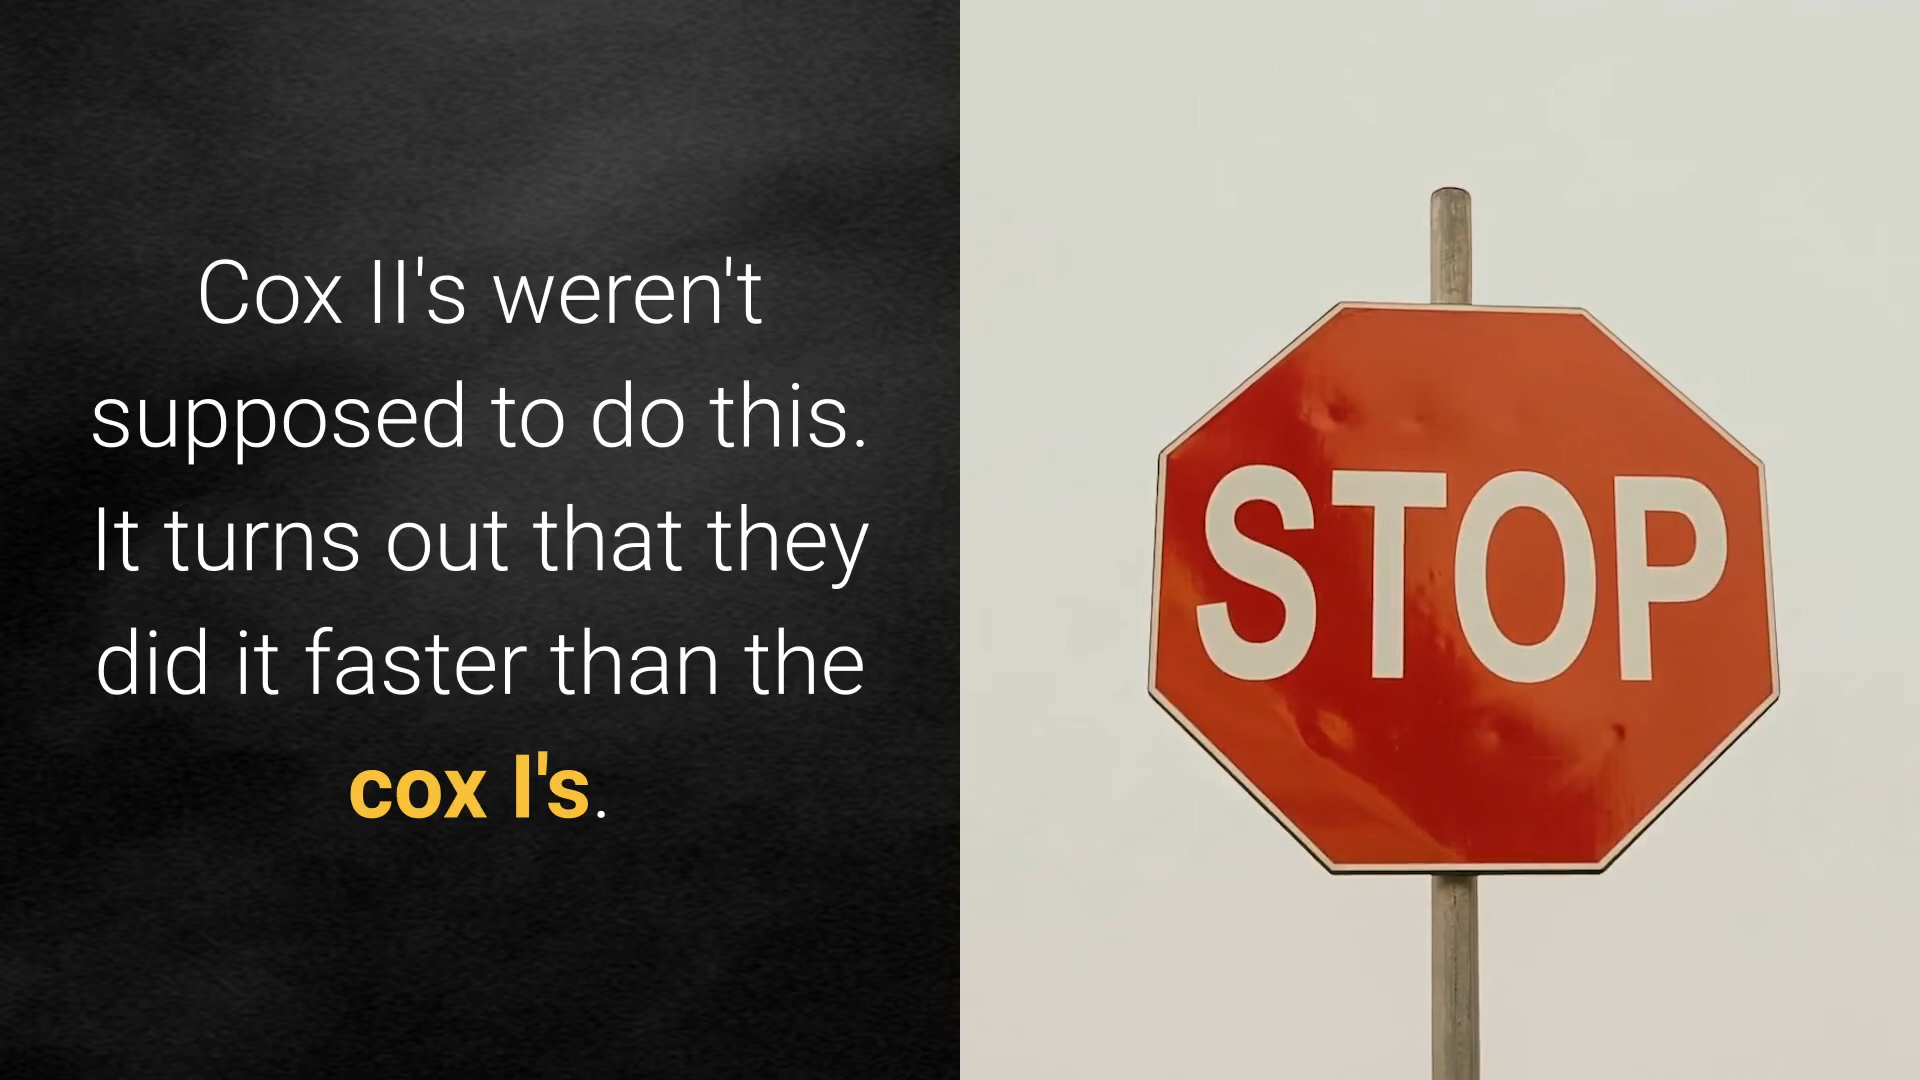 Cox II's weren't
supposed to do this.
It turns out that they
did it faster than the
cox I's.
STOP